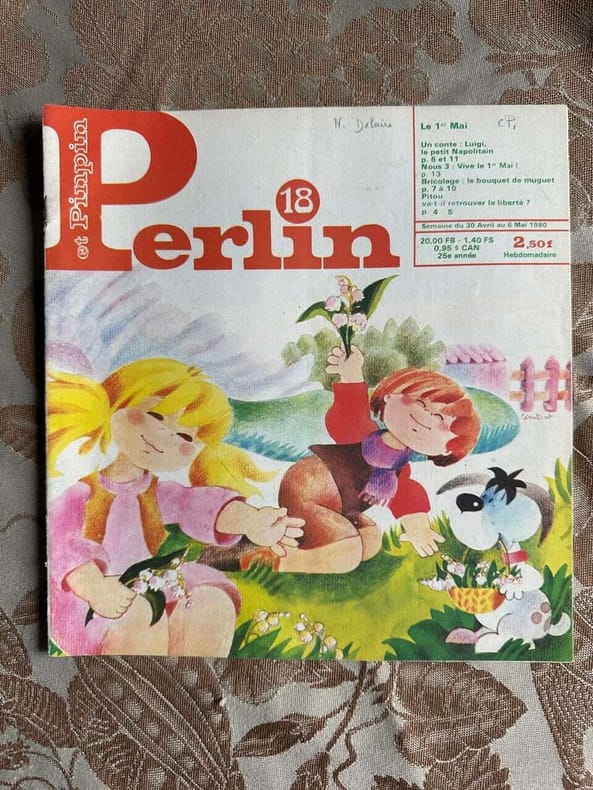 Perlin
et Pinpin
18
N. Delaire
CP,
Le 1er Mai
Un conte : Luigi,
le petit Napolitain
p. 6 et 11
Nous 3 : Vive le 1er Mai !
p. 13
Bricolage : le bouquet de muguet
p. 7 à 10
Pitou
va-t-il retrouver la liberté ?
p. 4 5
Semaine du 30 Avril au 6 Mai 1980
20,00 FB - 1,40 FS
0,95 $ CAN
25e année
2,50f
Hebdomadaire